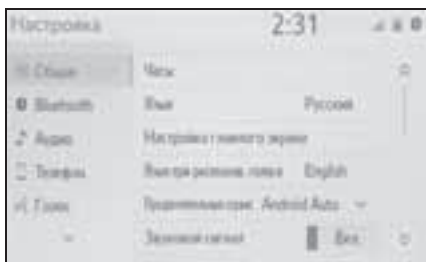 Настройка 2:31
Общие Часы
Bluetooth Язык Русский
Аудио Настройка главного экрана
Телефон English
Голос Android Auto
Звуковой сигнал Вкл.